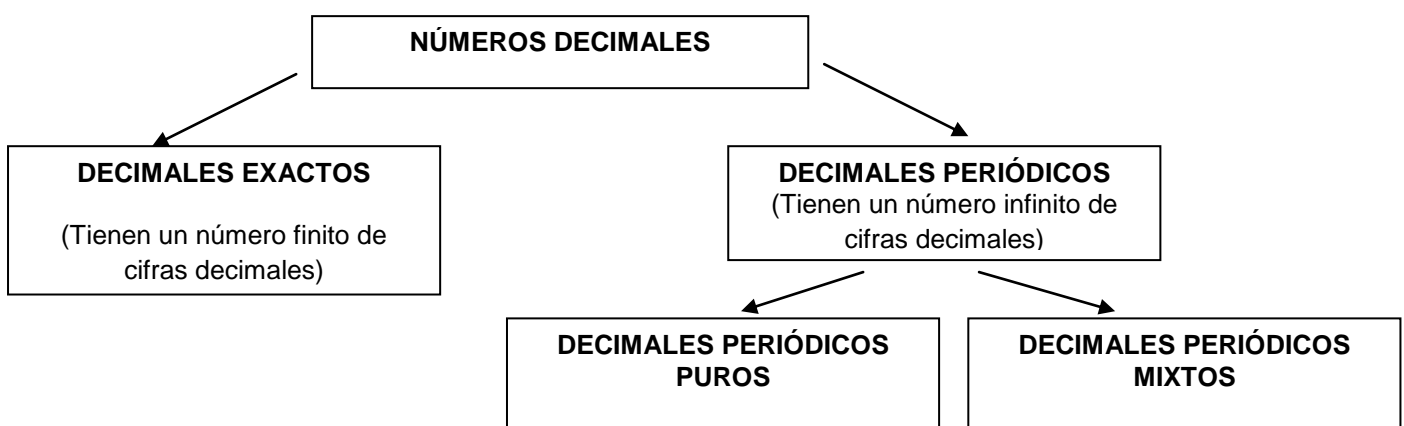 NÚMEROS DECIMALES
DECIMALES EXACTOS
(Tienen un número finito de
cifras decimales)
DECIMALES PERIÓDICOS
(Tienen un número infinito de
cifras decimales)
DECIMALES PERIÓDICOS
PUROS
DECIMALES PERIÓDICOS
MIXTOS